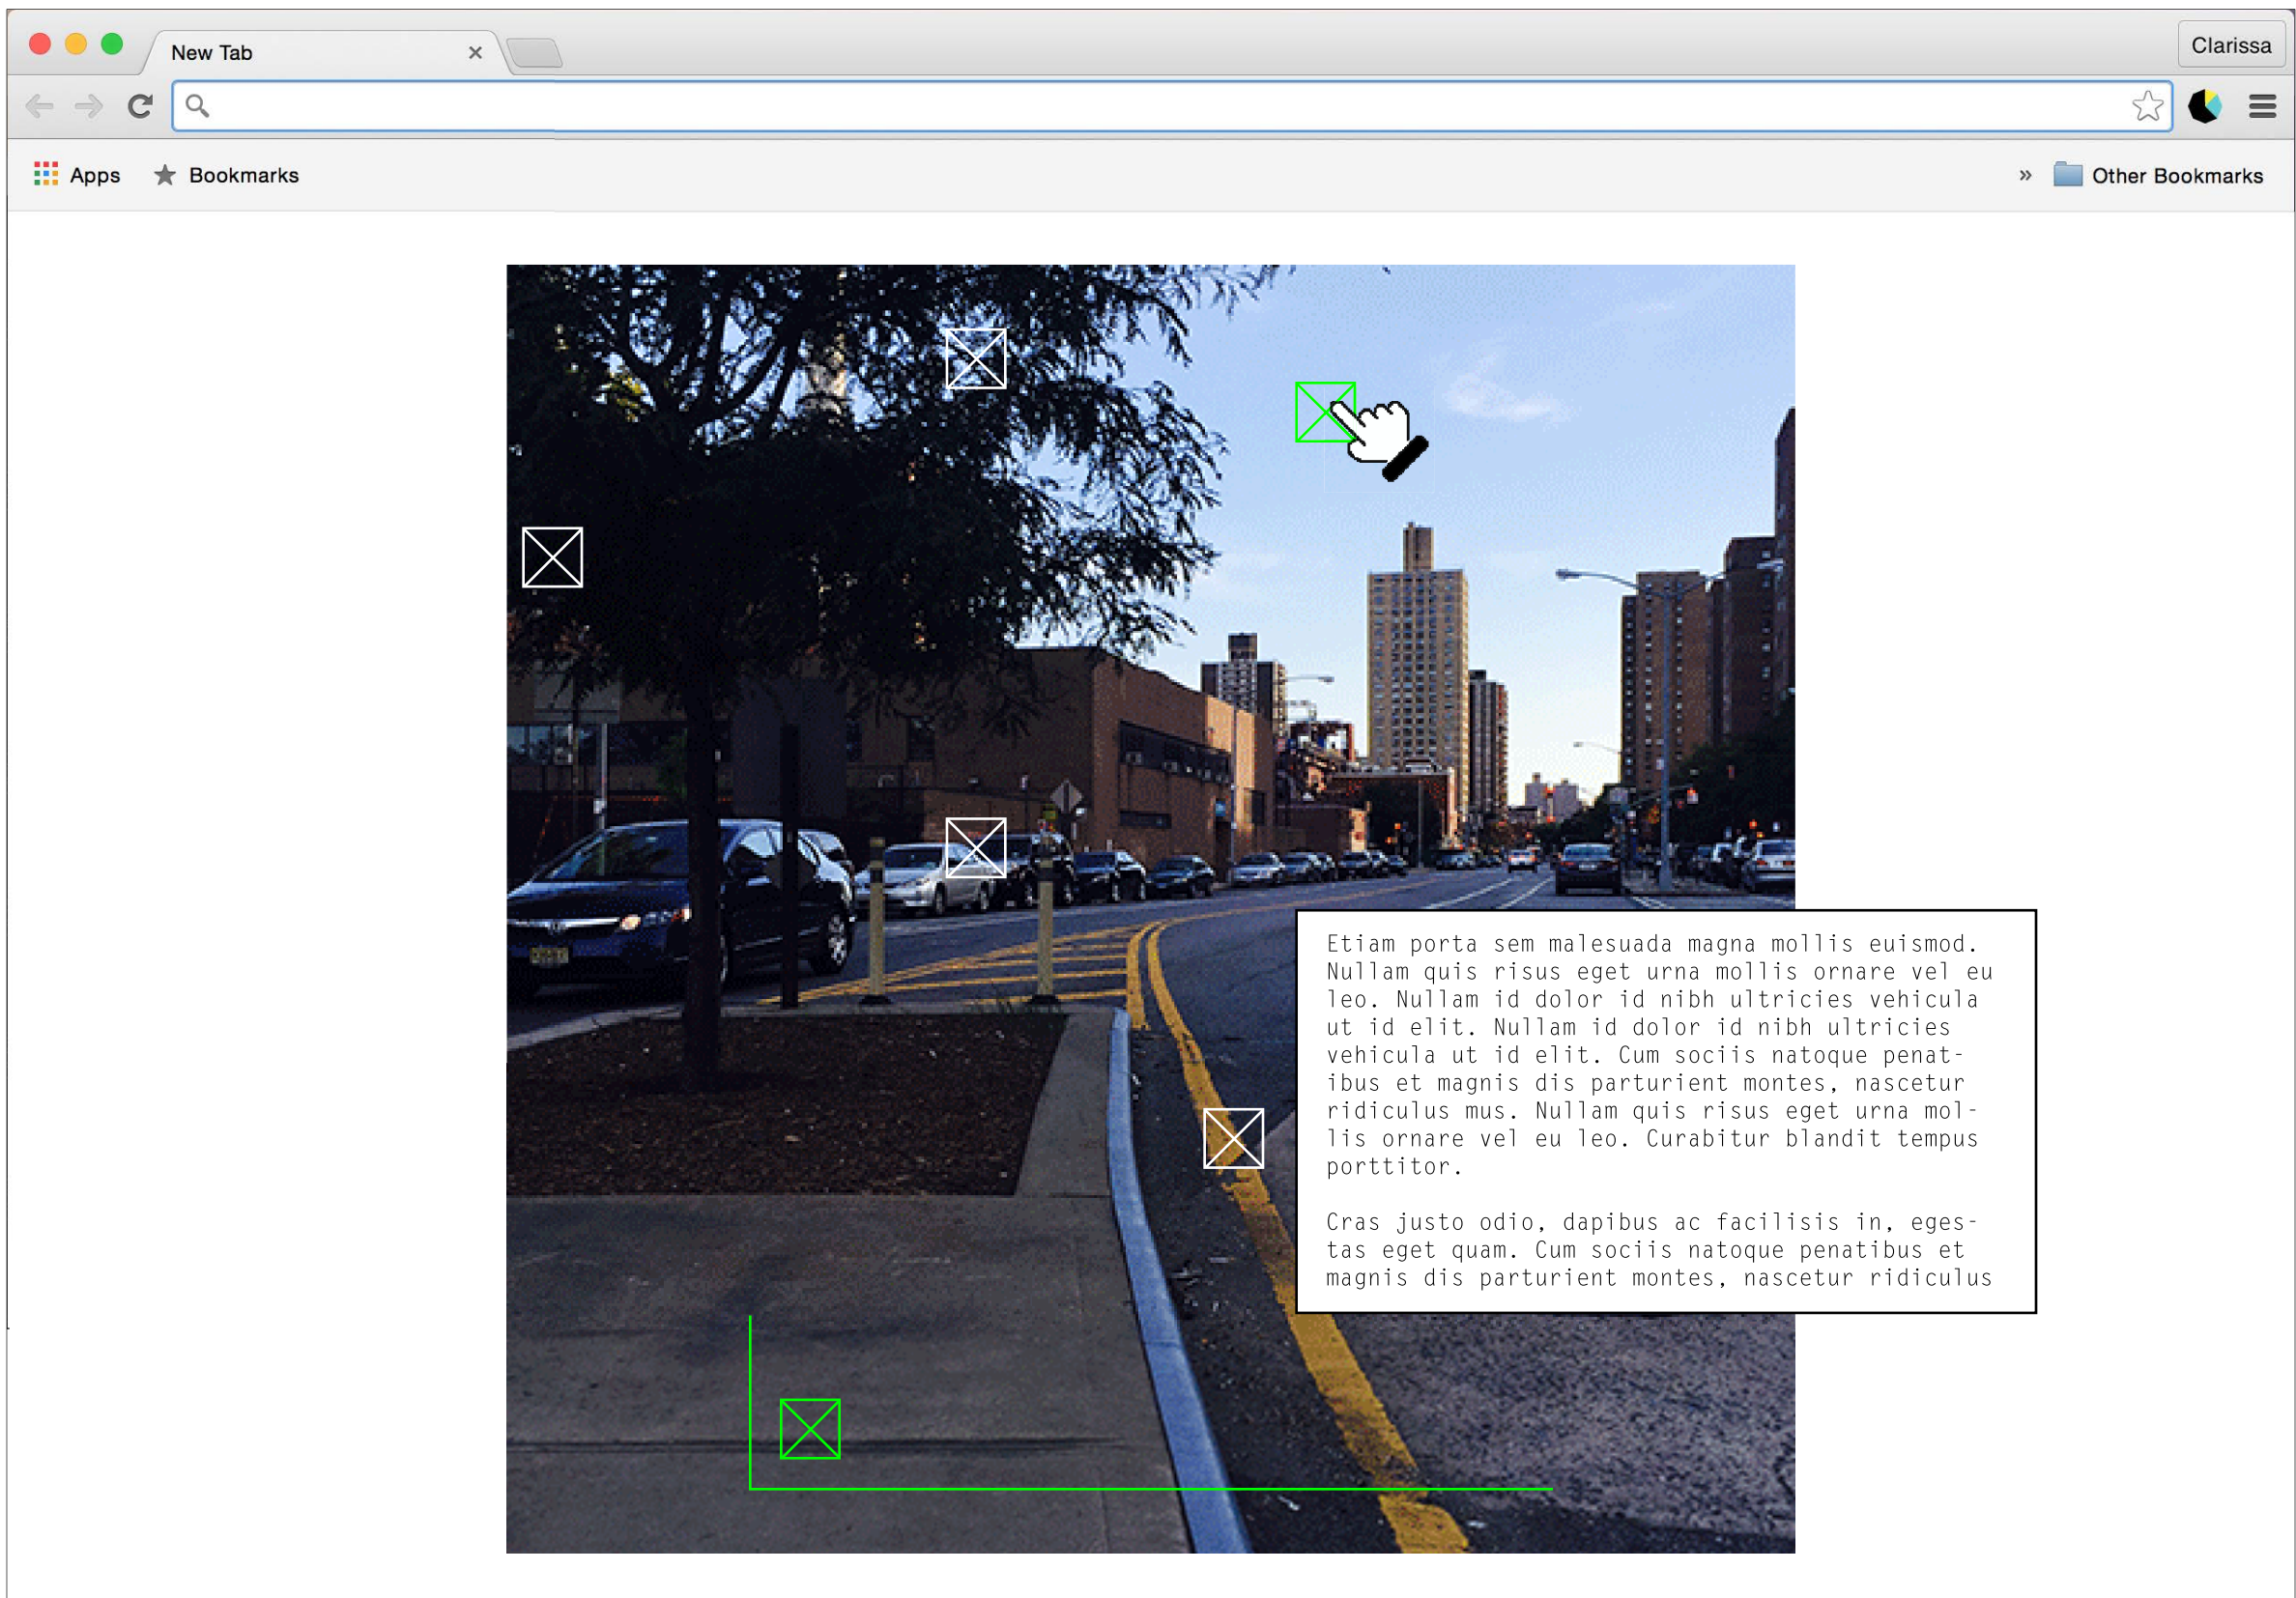 New Tab
Clarissa
Apps
Bookmarks
»
Other Bookmarks
Etiam porta sem malesuada magna mollis euismod.
Nullam quis risus eget urna mollis ornare vel eu
leo. Nullam id dolor id nibh ultricies vehicula
ut id elit. Nullam id dolor id nibh ultricies
vehicula ut id elit. Cum sociis natoque penat-
ibus et magnis dis parturient montes, nascetur
ridiculus mus. Nullam quis risus eget urna mol-
lis ornare vel eu leo. Curabitur blandit tempus
porttitor.
Cras justo odio, dapibus ac facilisis in, eges-
tas eget quam. Cum sociis natoque penatibus et
magnis dis parturient montes, nascetur ridiculus